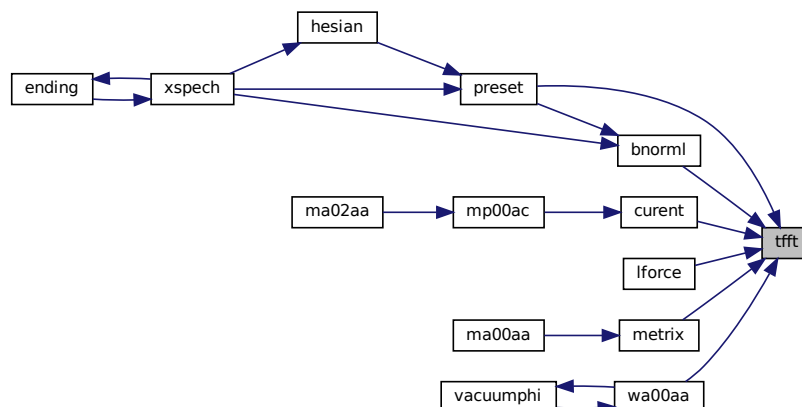 hesian
ending
xspech
preset
bnorml
ma02aa
mp00ac
curent
tfft
lforce
ma00aa
metrix
vacuumphi
wa00aa